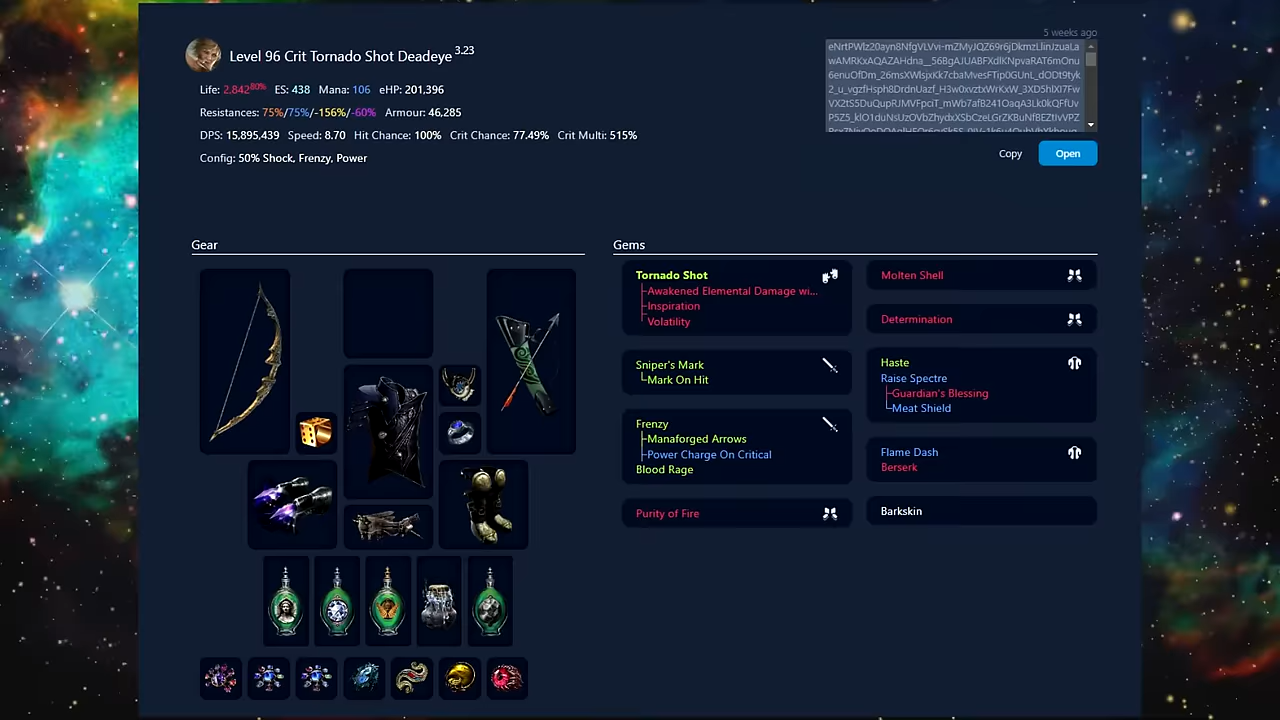 5 weeks ago
Level 96 Crit Tornado Shot Deadeye 3.23
Life: 2,842 80% ES: 438 Mana: 106 eHP: 201,396
Resistances: 75%/75%/-156%/-60% Armour: 46,285
DPS: 15,895,439 Speed: 8.70 Hit Chance: 100% Crit Chance: 77.49% Crit Multi: 515%
Config: 50% Shock, Frenzy, Power
Copy
Open
Gear
Gems
Tornado Shot
Awakened Elemental Damage wi...
Inspiration
Volatility
Sniper's Mark
Mark On Hit
Frenzy
Manaforged Arrows
Power Charge On Critical
Blood Rage
Purity of Fire
Molten Shell
Determination
Haste
Raise Spectre
Guardian's Blessing
Meat Shield
Flame Dash
Berserk
Barkskin